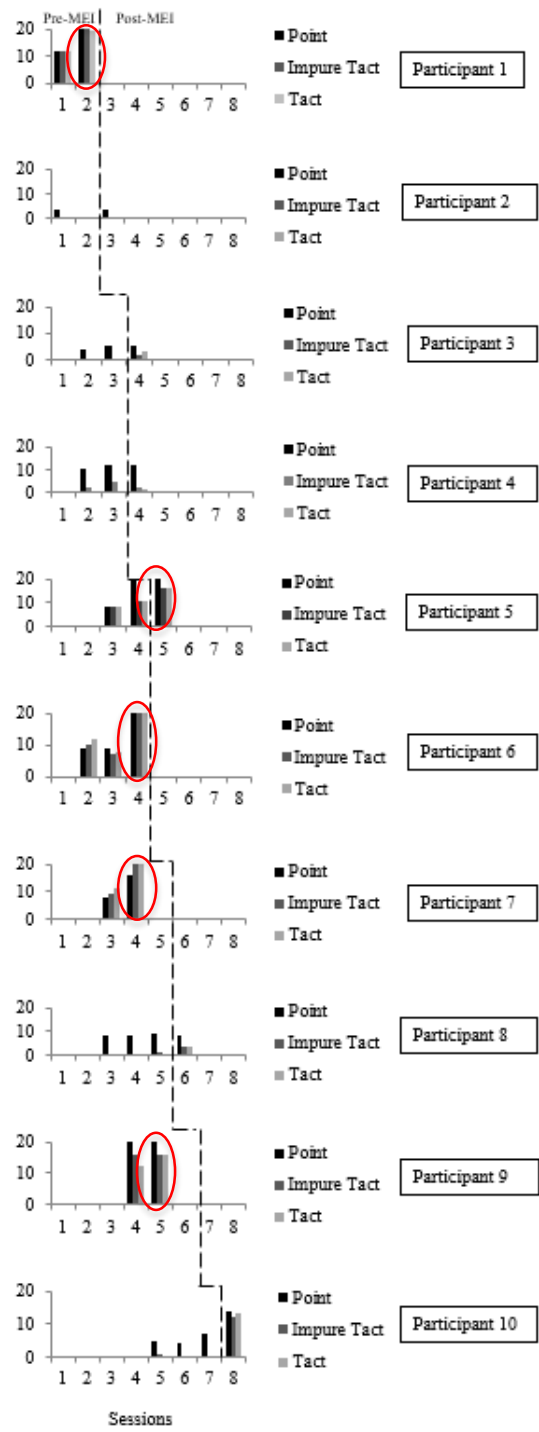 Pre-MEI Post-MEI
20
10
0
1 2 3 4 5 6 7 8
Point
Impure Tact
Tact
Participant 1
20
10
0
1 2 3 4 5 6 7 8
Point
Impure Tact
Tact
Participant 2
20
10
0
1 2 3 4 5 6 7 8
Point
Impure Tact
Tact
Participant 3
20
10
0
1 2 3 4 5 6 7 8
Point
Impure Tact
Tact
Participant 4
20
10
0
1 2 3 4 5 6 7 8
Point
Impure Tact
Tact
Participant 5
20
10
0
1 2 3 4 5 6 7 8
Point
Impure Tact
Tact
Participant 6
20
10
0
1 2 3 4 5 6 7 8
Point
Impure Tact
Tact
Participant 7
20
10
0
1 2 3 4 5 6 7 8
Point
Impure Tact
Tact
Participant 8
20
10
0
1 2 3 4 5 6 7 8
Point
Impure Tact
Tact
Participant 9
20
10
0
1 2 3 4 5 6 7 8
Point
Impure Tact
Tact
Participant 10
Sessions